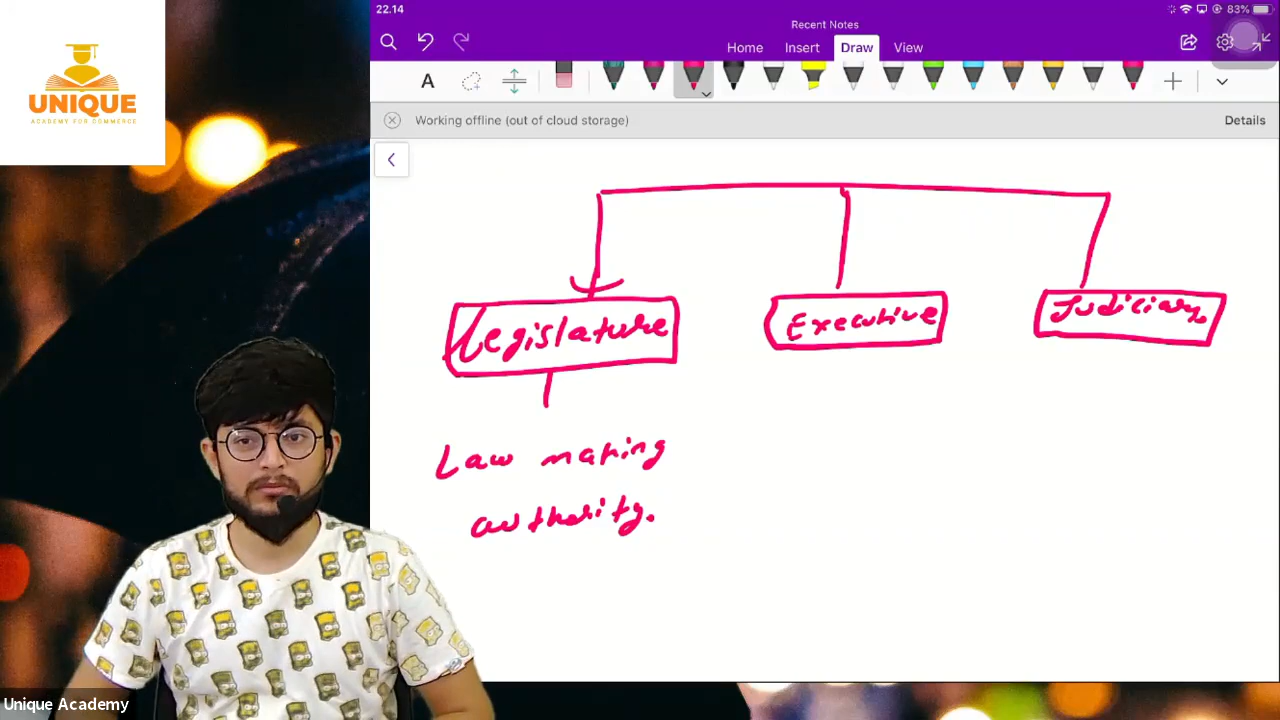 22.14
83%
UNIQUE
ACADEMY FOR COMMERCE
Recent Notes
Home Insert Draw View
A
Working offline (out of cloud storage) Details
Legislature Executive Judiciary
Law making
authority.
Unique Academy